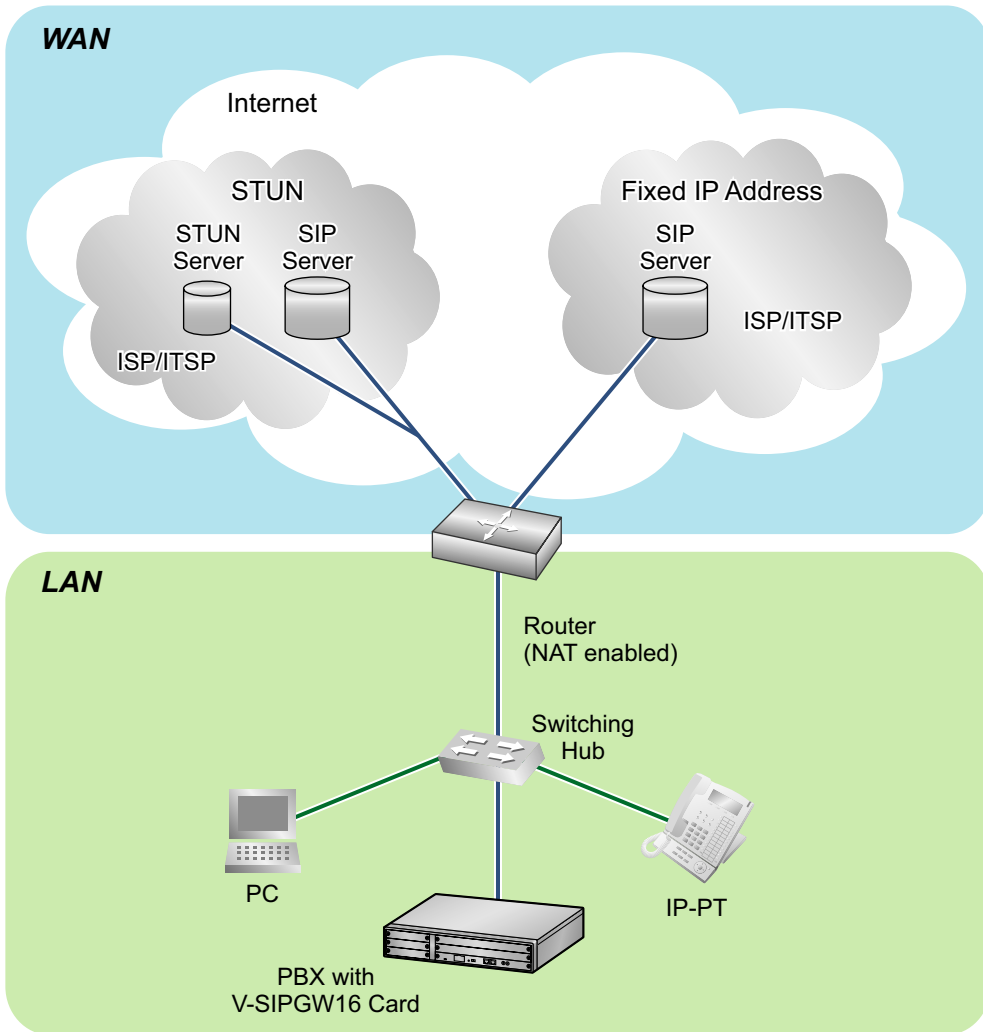 WAN
Internet
STUN
STUN
Server
SIP
Server
ISP/ITSP
Fixed IP Address
SIP
Server
ISP/ITSP
LAN
Router
(NAT enabled)
Switching
Hub
PC
IP-PT
PBX with
V-SIPGW16 Card